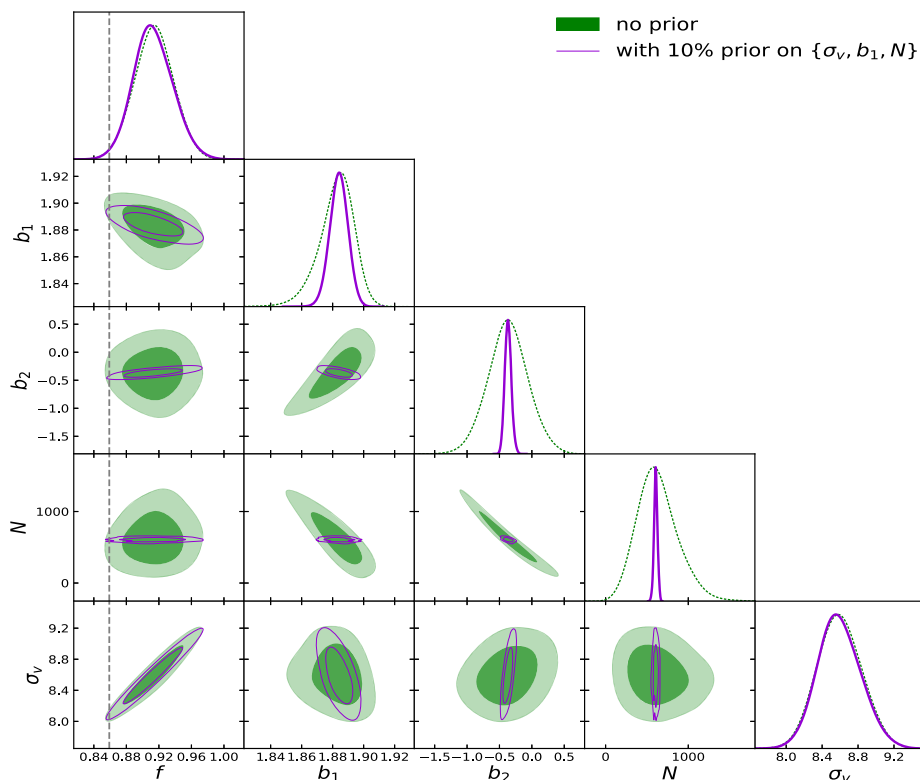 no prior
with 10% prior on {σᵥ, b₁, N}
1.92
1.90
1.88
1.86
1.84
b₁
0.5
0.0
−0.5
−1.0
−1.5
b₂
1000
0
N
9.2
8.8
8.4
8.0
σᵥ
0.84 0.88 0.92 0.96 1.00
1.84 1.86 1.88 1.90 1.92
−1.5 −1.0 −0.5 0.0 0.5
0 1000
8.0 8.4 8.8 9.2
f b₁ b₂ N σᵥ